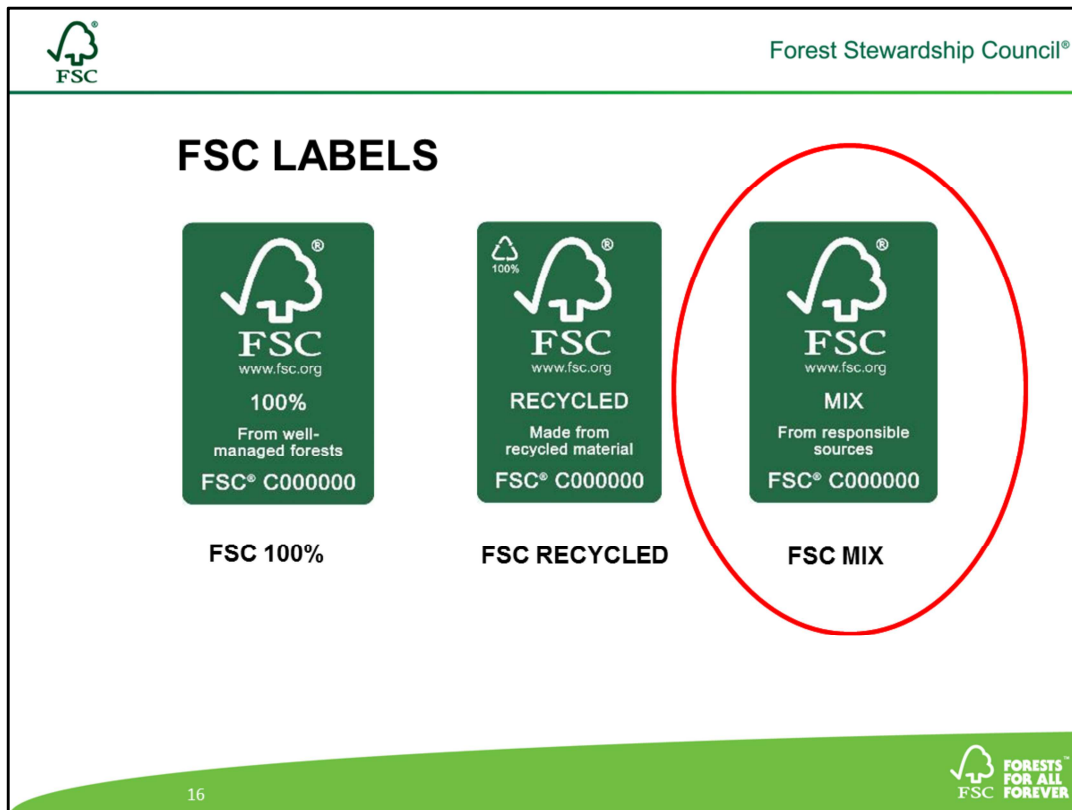 ®
FSC
Forest Stewardship Council®
FSC LABELS
®
FSC
www.fsc.org
100%
From well-
managed forests
FSC® C000000
FSC 100%
100%
®
FSC
www.fsc.org
RECYCLED
Made from
recycled material
FSC® C000000
FSC RECYCLED
®
FSC
www.fsc.org
MIX
From responsible
sources
FSC® C000000
FSC MIX
16
FSC
FORESTS™
FOR ALL
FOREVER